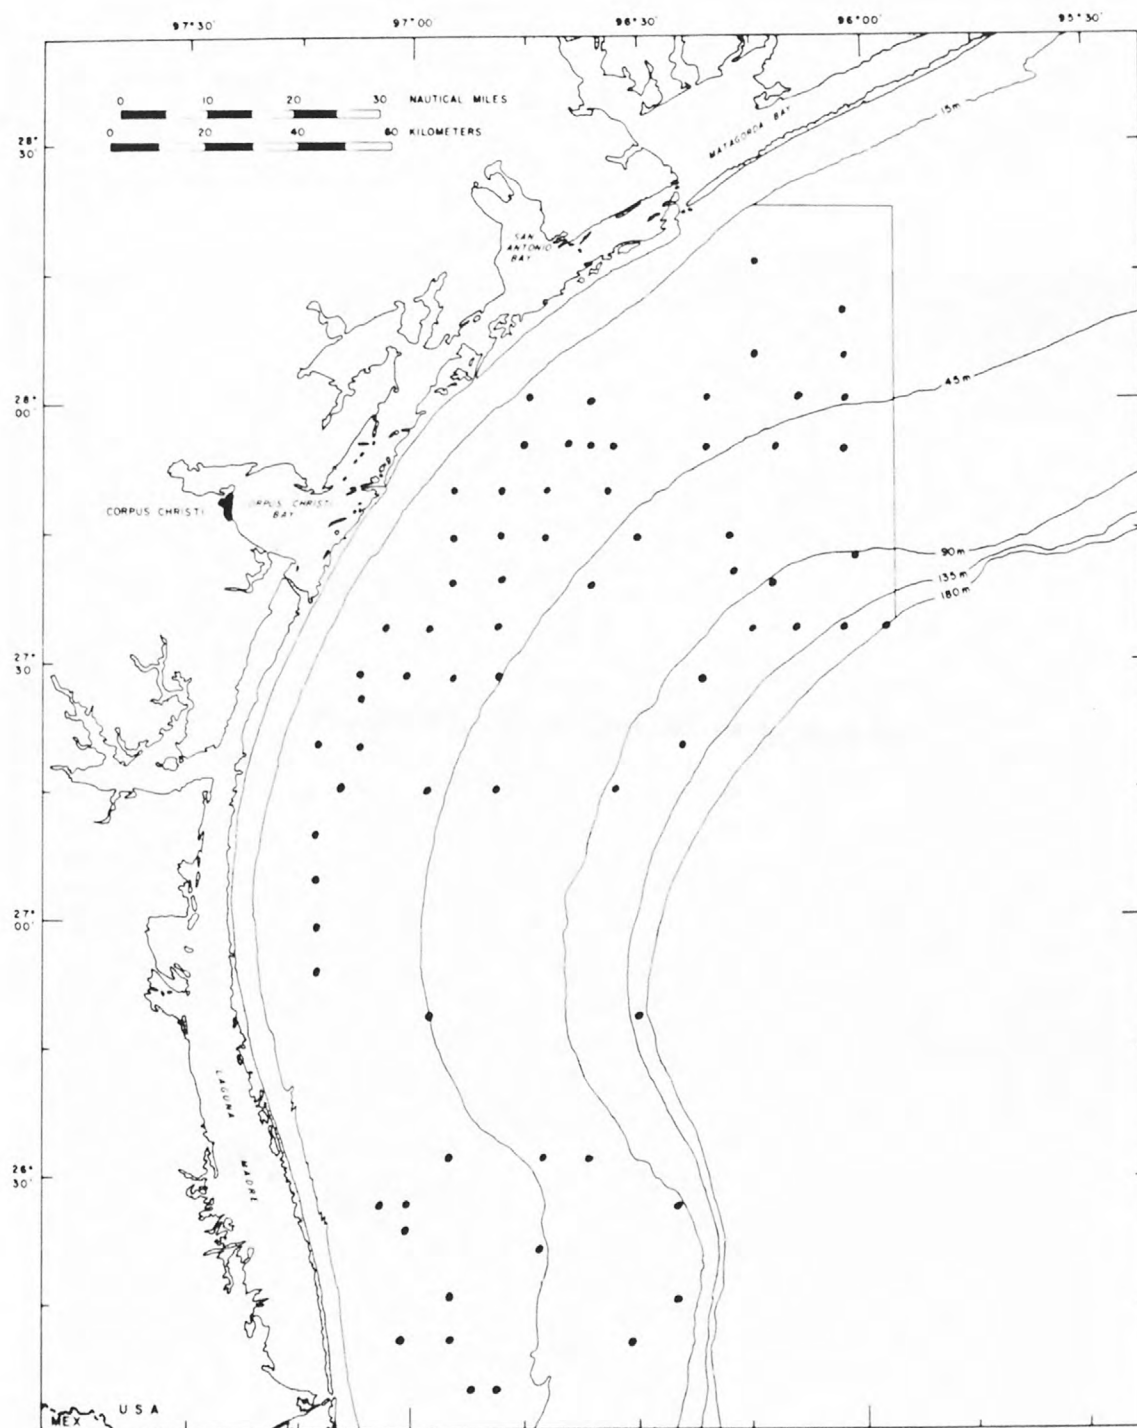 97°30' 97°00' 96°30' 96°00' 95°30'
0 10 20 30 NAUTICAL MILES
0 20 40 60 KILOMETERS
28°
30'
MATAGORDA BAY
15m
SAN
ANTONIO
BAY
45m
28°
00'
CORPUS CHRISTI
CORPUS CHRISTI
BAY
90m
135m
180m
27°
30'
27°
00'
LAGUNA
MADRE
26°
30'
USA
MEX